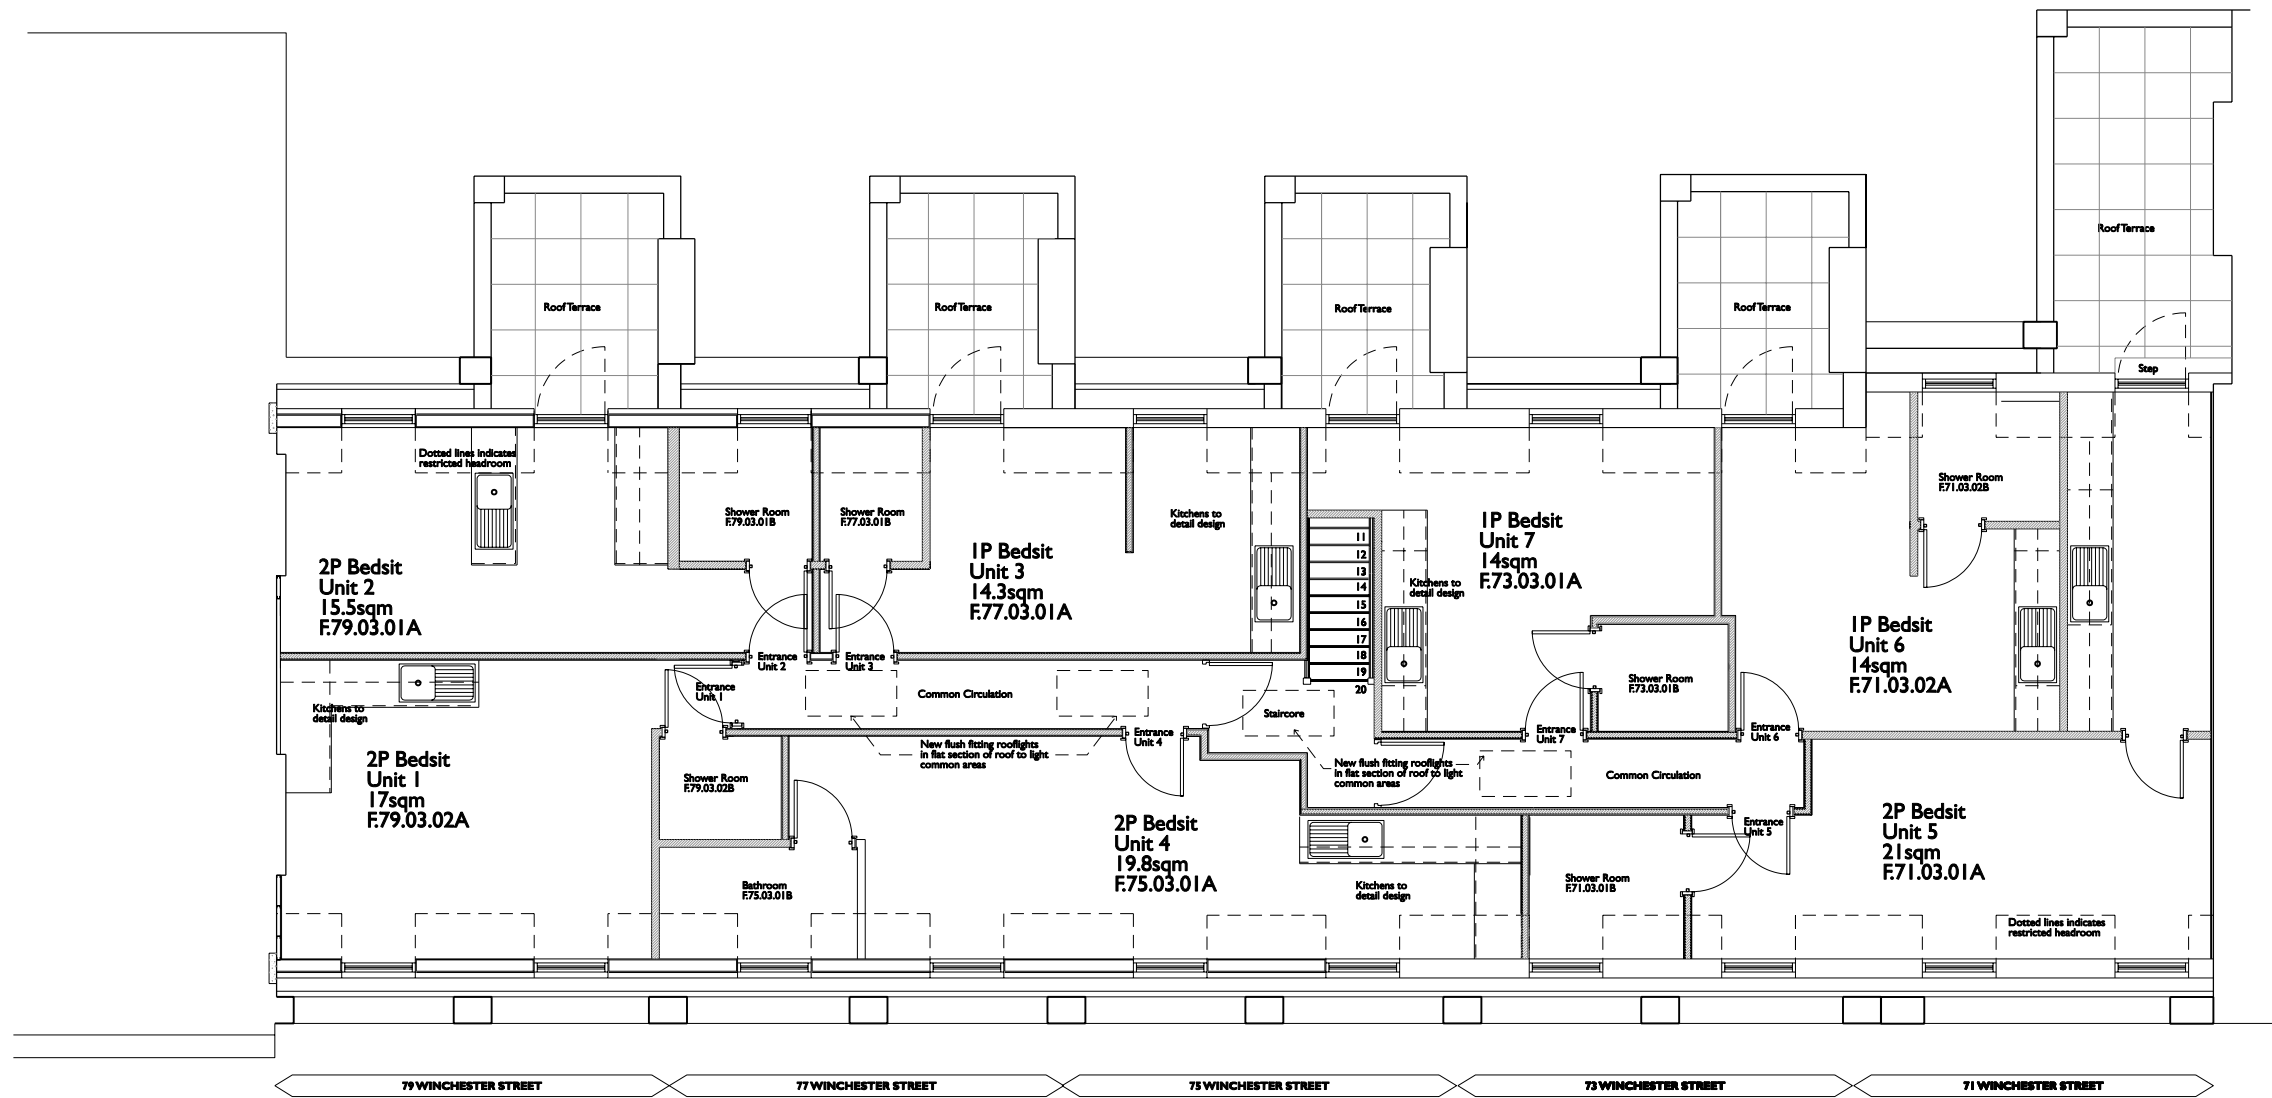 Roof Terrace
Roof Terrace
Roof Terrace
Roof Terrace
Roof Terrace
Step
Dotted lines indicates
restricted headroom
2P Bedsit
Unit 2
15.5sqm
F.79.03.01A
Shower Room
F.79.03.01B
Shower Room
F.77.03.01B
1P Bedsit
Unit 3
14.3sqm
F.77.03.01A
Kitchens to
detail design
11
12
13
14
15
16
17
18
19
20
Kitchens to
detail design
1P Bedsit
Unit 7
14sqm
F.73.03.01A
Shower Room
F.73.03.01B
Shower Room
F.71.03.02B
1P Bedsit
Unit 6
14sqm
F.71.03.02A
Entrance
Unit 2
Entrance
Unit 3
Entrance
Unit 1
Common Circulation
Staircore
Entrance
Unit 4
Entrance
Unit 7
Entrance
Unit 6
Kitchens to
detail design
2P Bedsit
Unit 1
17sqm
F.79.03.02A
Shower Room
F.79.03.02B
New flush fitting rooflights
in flat section of roof to light
common areas
New flush fitting rooflights
in flat section of roof to light
common areas
Common Circulation
Bathroom
F.75.03.01B
2P Bedsit
Unit 4
19.8sqm
F.75.03.01A
Kitchens to
detail design
Shower Room
F.71.03.01B
Entrance
Unit 5
2P Bedsit
Unit 5
21sqm
F.71.03.01A
Dotted lines indicates
restricted headroom
79 WINCHESTER STREET
77 WINCHESTER STREET
75 WINCHESTER STREET
73 WINCHESTER STREET
71 WINCHESTER STREET